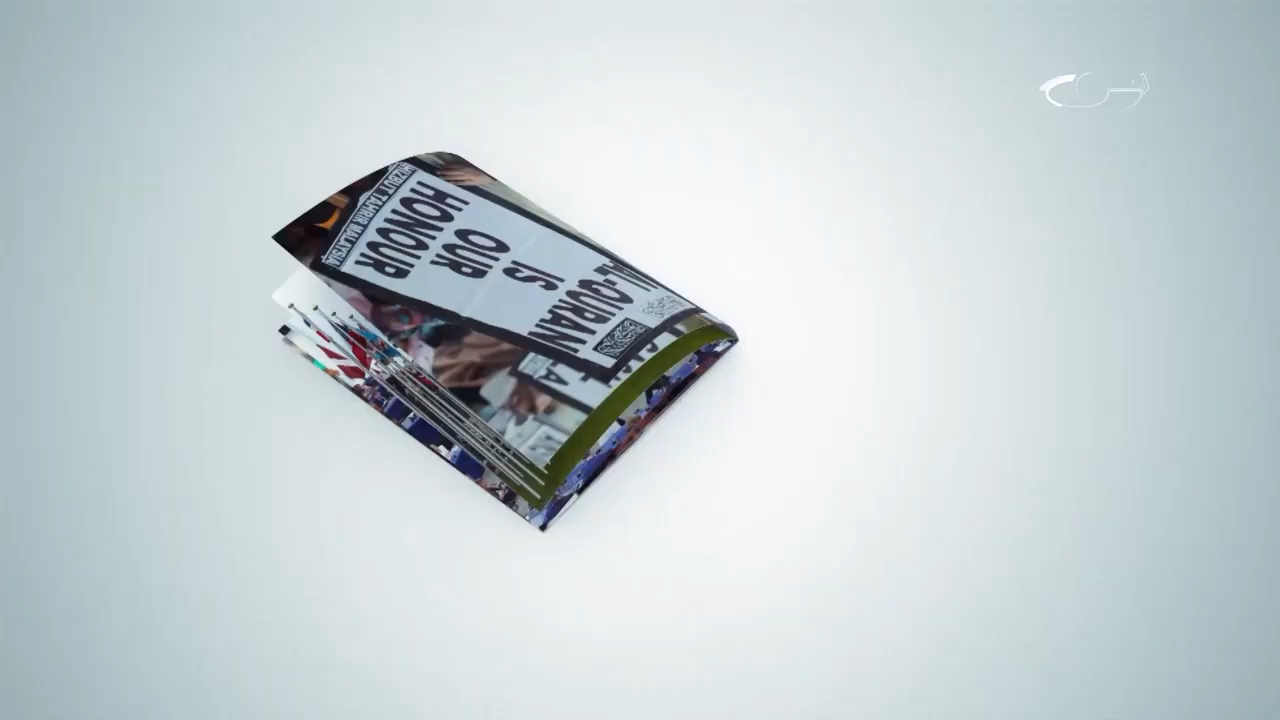 AL-QURAN
IS
OUR
HONOUR
HIZBUT TAHRIR MALAYSIA